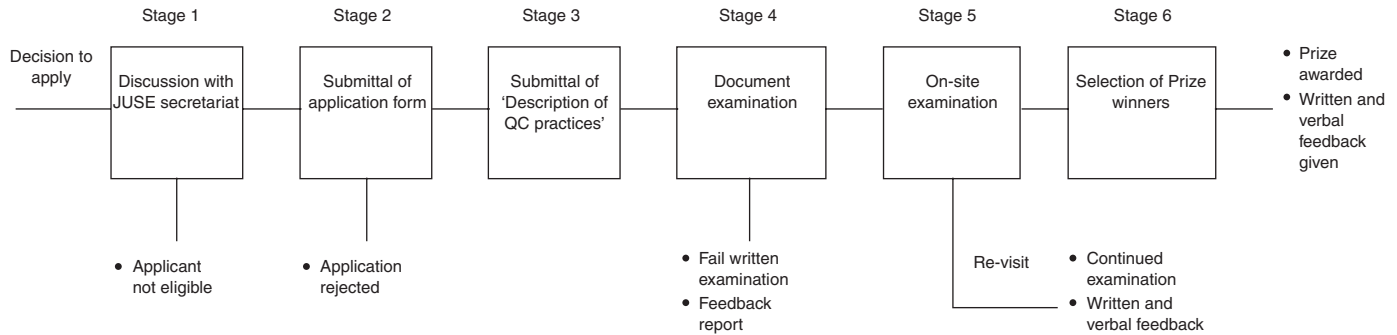 Stage 1
Stage 2
Stage 3
Stage 4
Stage 5
Stage 6
Decision to
apply
Discussion with
JUSE secretariat
Submittal of
application form
Submittal of
‘Description of
QC practices’
Document
examination
On-site
examination
Selection of Prize
winners
• Prize
awarded
• Written and
verbal
feedback
given
• Applicant
not eligible
• Application
rejected
• Fail written
examination
• Feedback
report
Re-visit
• Continued
examination
• Written and
verbal feedback